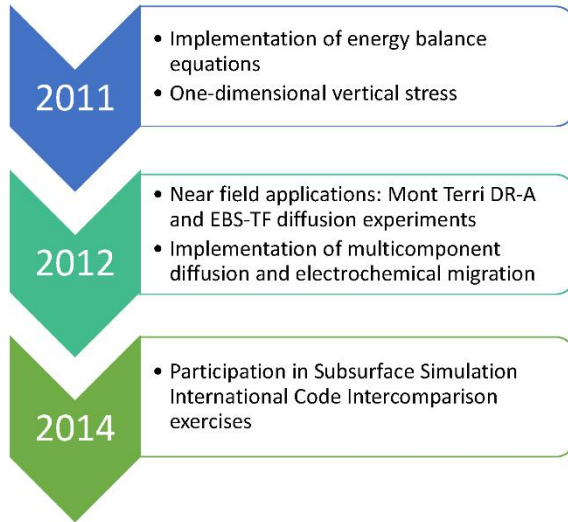 2011
• Implementation of energy balance
equations
• One-dimensional vertical stress
2012
• Near field applications: Mont Terri DR-A
and EBS-TF diffusion experiments
• Implementation of multicomponent
diffusion and electrochemical migration
2014
• Participation in Subsurface Simulation
International Code Intercomparison
exercises